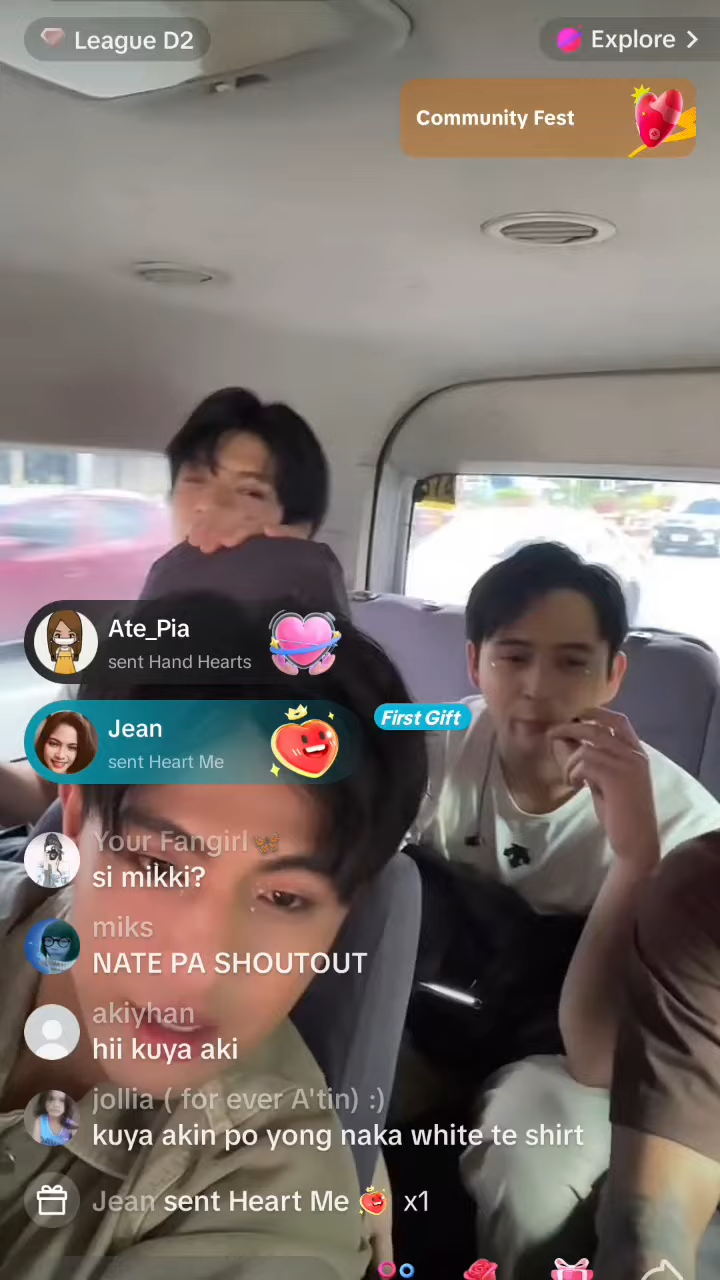 League D2
Explore
Community Fest
Ate_Pia
sent Hand Hearts
Jean
sent Heart Me
First Gift
Your Fangirl🦋
si mikki?
miks
NATE PA SHOUTOUT
akiyhan
hii kuya aki
jollia ( for ever A'tin) :)
kuya akin po yong naka white te shirt
Jean sent Heart Me x1